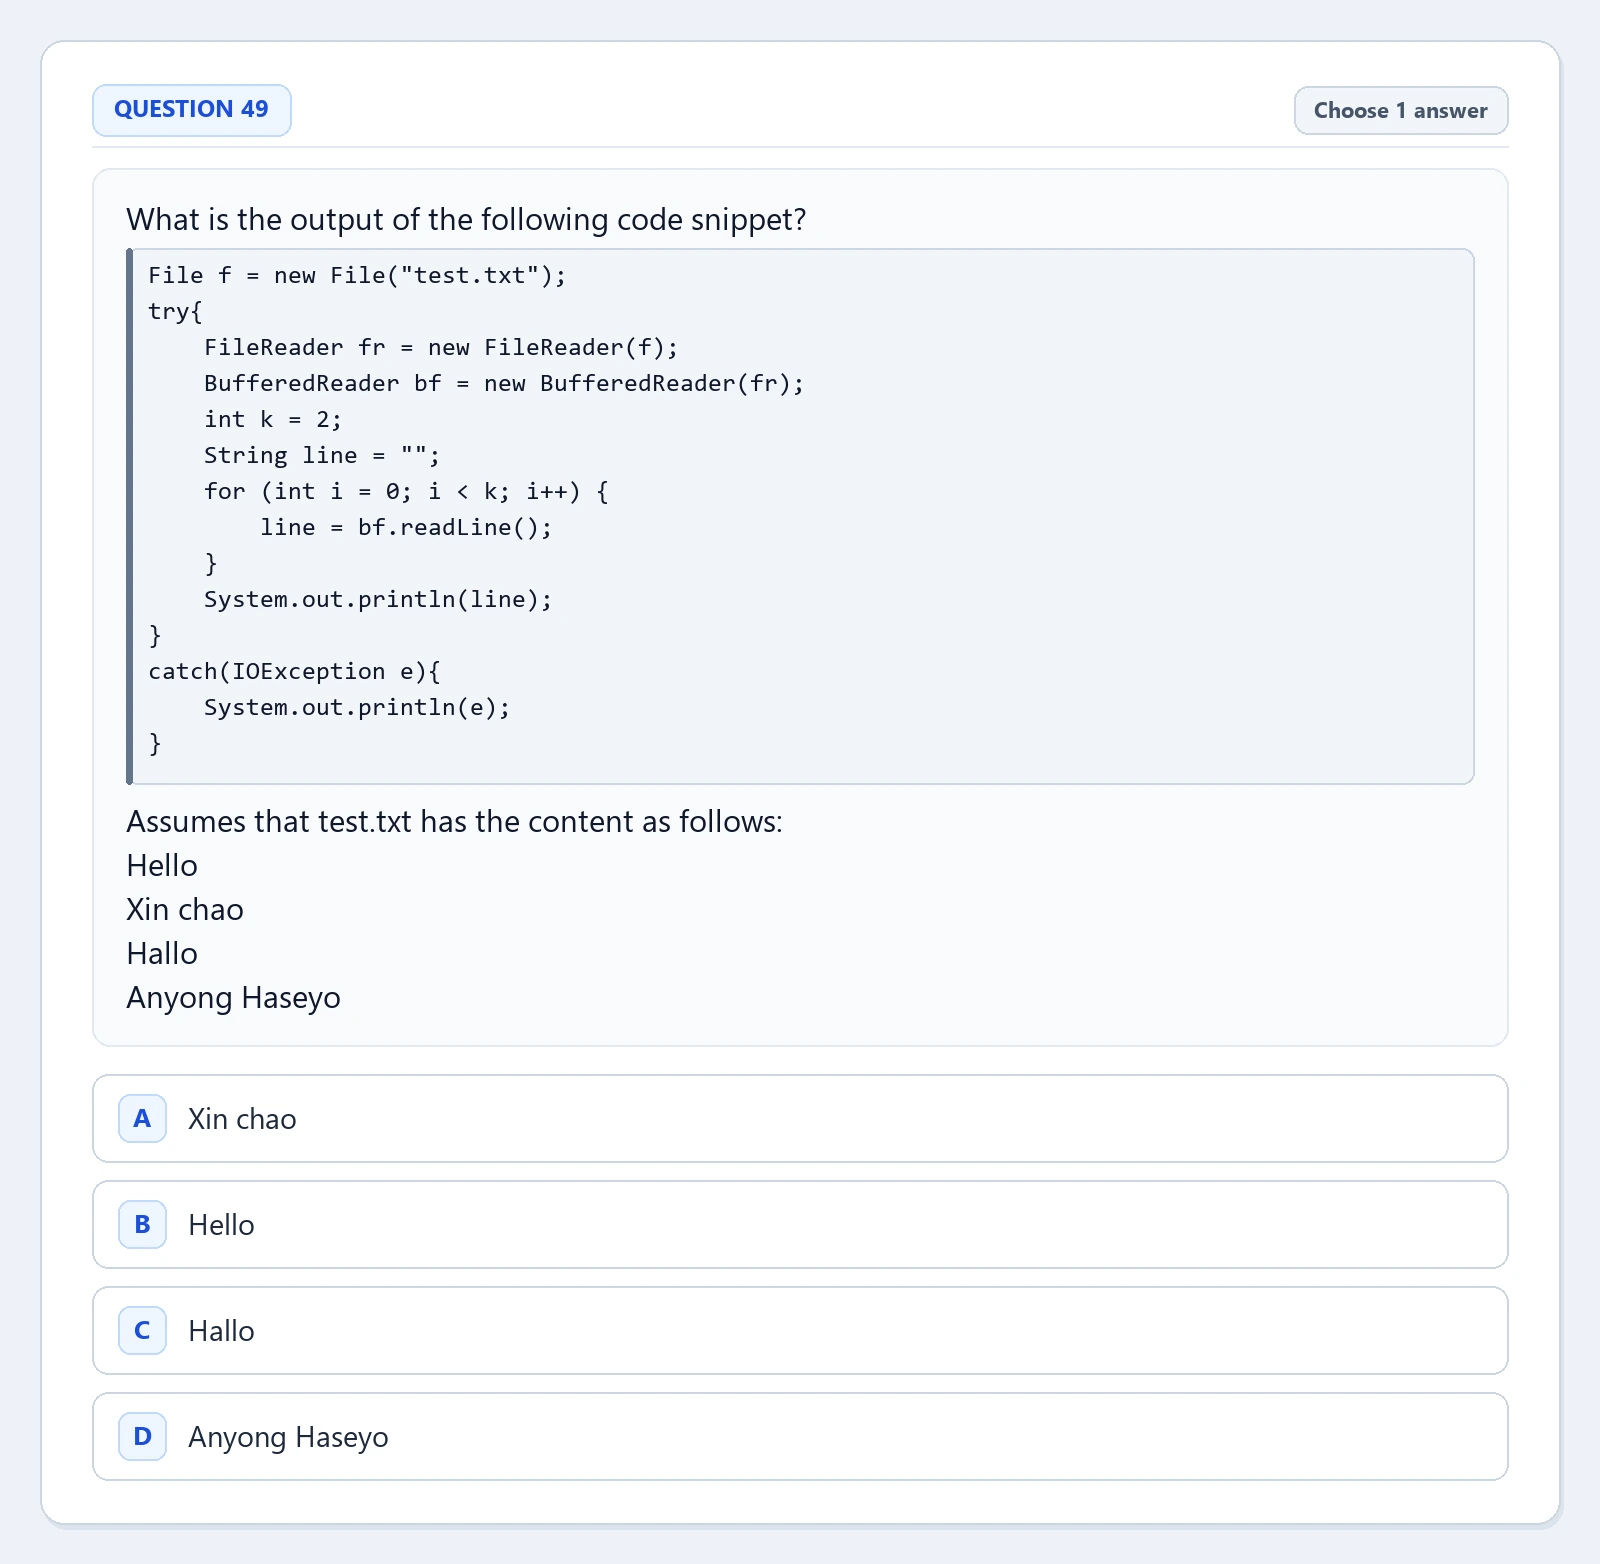 QUESTION 49
Choose 1 answer
What is the output of the following code snippet?
File f = new File("test.txt");
try{
    FileReader fr = new FileReader(f);
    BufferedReader bf = new BufferedReader(fr);
    int k = 2;
    String line = "";
    for (int i = 0; i < k; i++) {
        line = bf.readLine();
    }
    System.out.println(line);
}
catch(IOException e){
    System.out.println(e);
}
Assumes that test.txt has the content as follows:
Hello
Xin chao
Hallo
Anyong Haseyo
A Xin chao
B Hello
C Hallo
D Anyong Haseyo